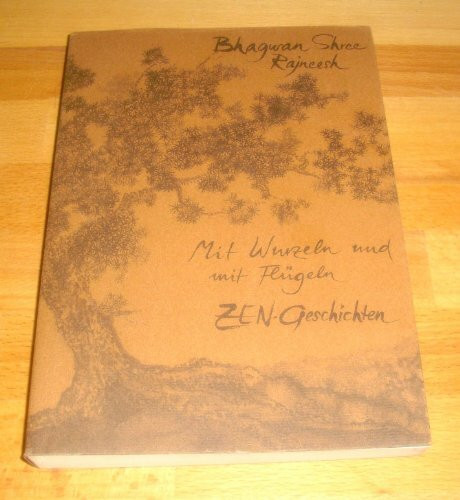 Bhagwan Shree
Rajneesh
Mit Wurzeln und
mit Flügeln
ZEN-Geschichten